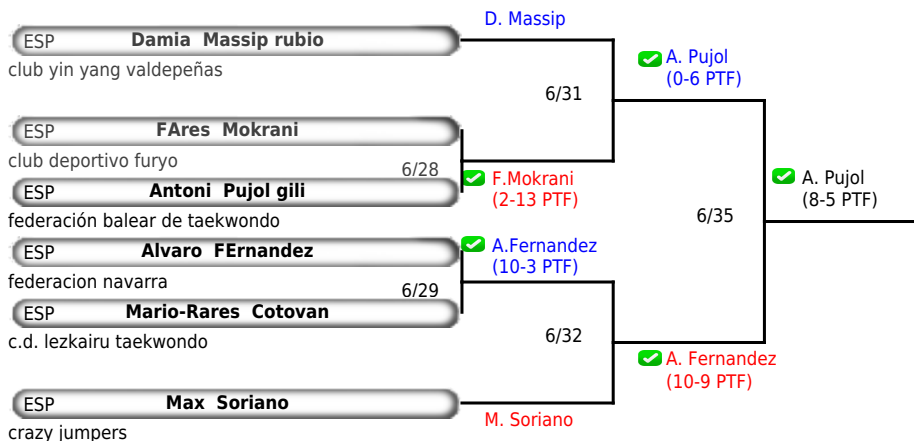 D. Massip
ESP Damia Massip rubio
club yin yang valdepeñas
A. Pujol
(0-6 PTF)
6/31
ESP FAres Mokrani
club deportivo furyo
6/28
F.Mokrani
(2-13 PTF)
A. Pujol
(8-5 PTF)
ESP Antoni Pujol gili
federación balear de taekwondo
6/35
ESP Alvaro FErnandez
A.Fernandez
(10-3 PTF)
federacion navarra
6/29
ESP Mario-Rares Cotovan
c.d. lezkairu taekwondo
6/32
A. Fernandez
(10-9 PTF)
ESP Max Soriano
M. Soriano
crazy jumpers